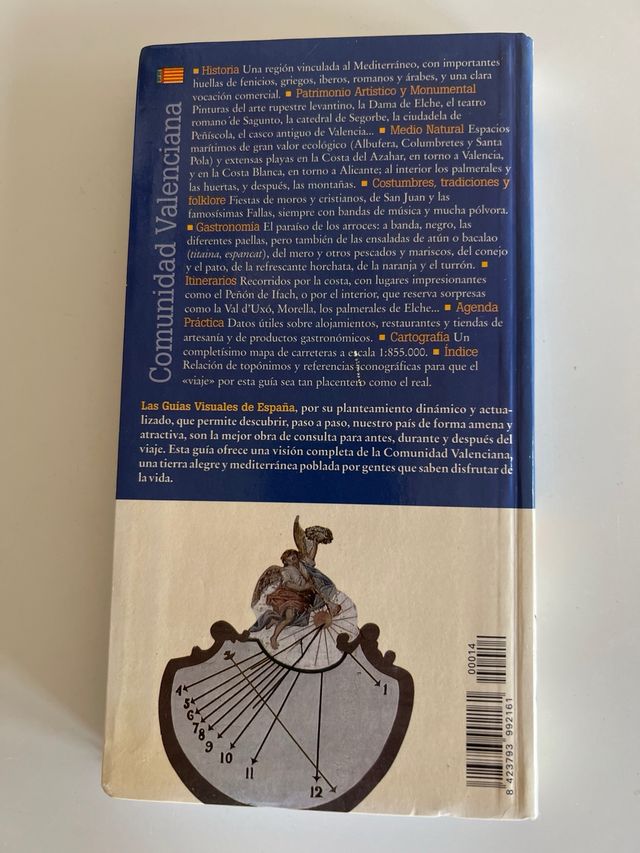 Comunidad Valenciana
■ Historia Una región vinculada al Mediterráneo, con importantes
huellas de fenicios, griegos, iberos, romanos y árabes, y una clara
vocación comercial. ■ Patrimonio Artístico y Monumental
Pinturas del arte rupestre levantino, la Dama de Elche, el teatro
romano de Sagunto, la catedral de Segorbe, la ciudadela de
Peñíscola, el casco antiguo de Valencia... ■ Medio Natural Espacios
marítimos de gran valor ecológico (Albufera, Columbretes y Santa
Pola) y extensas playas en la Costa del Azahar, en torno a Valencia,
y en la Costa Blanca, en torno a Alicante; al interior los palmerales y
las huertas, y después, las montañas. ■ Costumbres, tradiciones y
folklore Fiestas de moros y cristianos, de San Juan y las
famosísimas Fallas, siempre con bandas de música y mucha pólvora.
■ Gastronomía El paraíso de los arroces: a banda, negro, las
diferentes paellas, pero también de las ensaladas de atún o bacalao
(titaina, espancat), del mero y otros pescados y mariscos, del conejo
y el pato, de la refrescante horchata, de la naranja y el turrón. ■
Itinerarios Recorridos por la costa, con lugares impresionantes
como el Peñón de Ifach, o por el interior, que reserva sorpresas
como la Val d'Uxó, Morella, los palmerales de Elche... ■ Agenda
Práctica Datos útiles sobre alojamientos, restaurantes y tiendas de
artesanía y de productos gastronómicos. ■ Cartografía Un
completísimo mapa de carreteras a escala 1:855.000. ■ Índice
Relación de topónimos y referencias iconográficas para que el
«viaje» por esta guía sea tan placentero como el real.
Las Guías Visuales de España, por su planteamiento dinámico y actua-
lizado, que permite descubrir, paso a paso, nuestro país de forma amena y
atractiva, son la mejor obra de consulta para antes, durante y después del
viaje. Esta guía ofrece una visión completa de la Comunidad Valenciana,
una tierra alegre y mediterránea poblada por gentes que saben disfrutar de
la vida.
4
5
6
7
8
9
10
11
12
1
00014
8 423793 992161